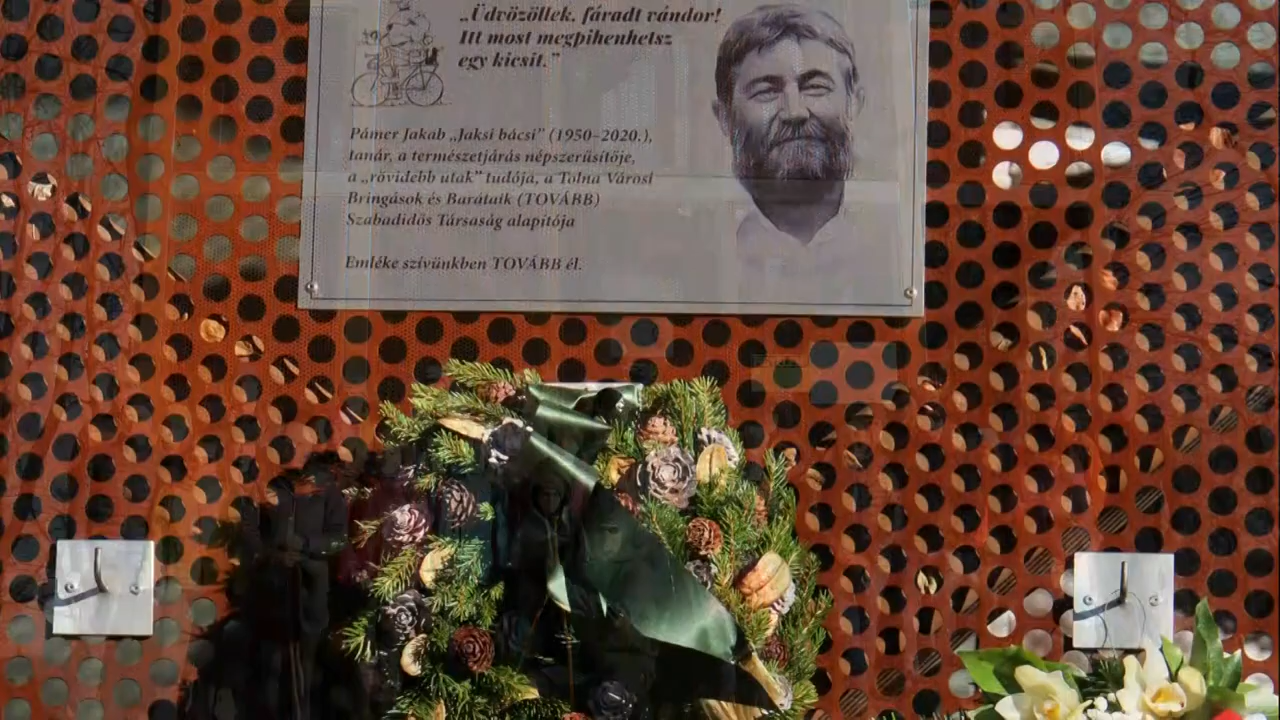 „Üdvözöllek, fáradt vándor!
Itt most megpihenhetsz
egy kicsit.”
Pámer Jakab „Jaksi bácsi” (1950–2020.),
tanár, a természetjárás népszerűsítője,
a „rövidebb utak” tudója, a Tolna Városi
Bringások és Barátaik (TOVÁBB)
Szabadidős Társaság alapítója
Emléke szívünkben TOVÁBB él.